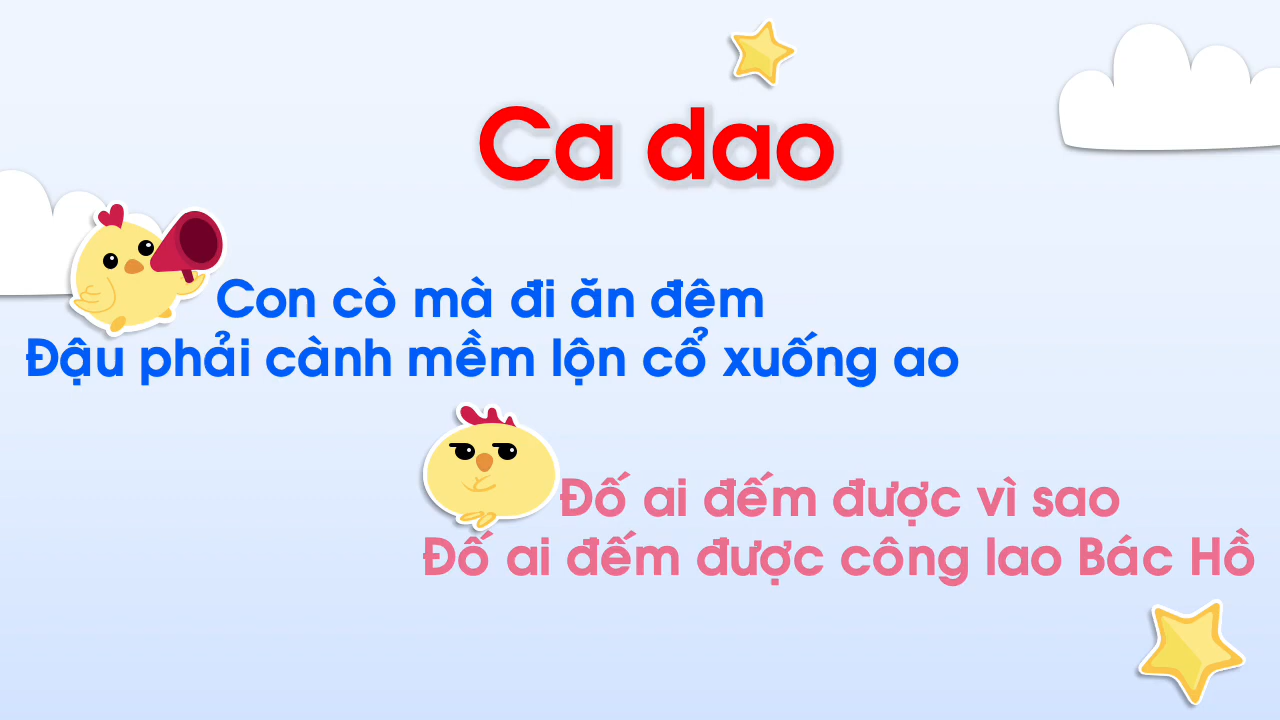 Ca dao
Con cò mà đi ăn đêm
Đậu phải cành mềm lộn cổ xuống ao
Đố ai đếm được vì sao
Đố ai đếm được công lao Bác Hồ